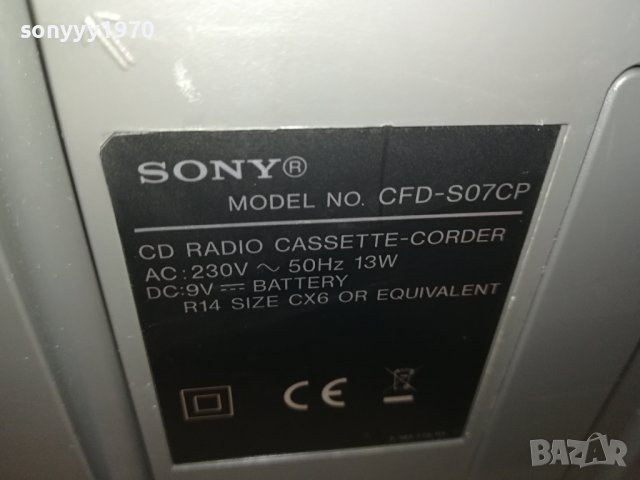 sonyyy1970
SONY®
MODEL NO. CFD-S07CP
CD RADIO CASSETTE-CORDER
AC:230V ~ 50Hz 13W
DC:9V ⎓ BATTERY
R14 SIZE CX6 OR EQUIVALENT
CE
BAZAR